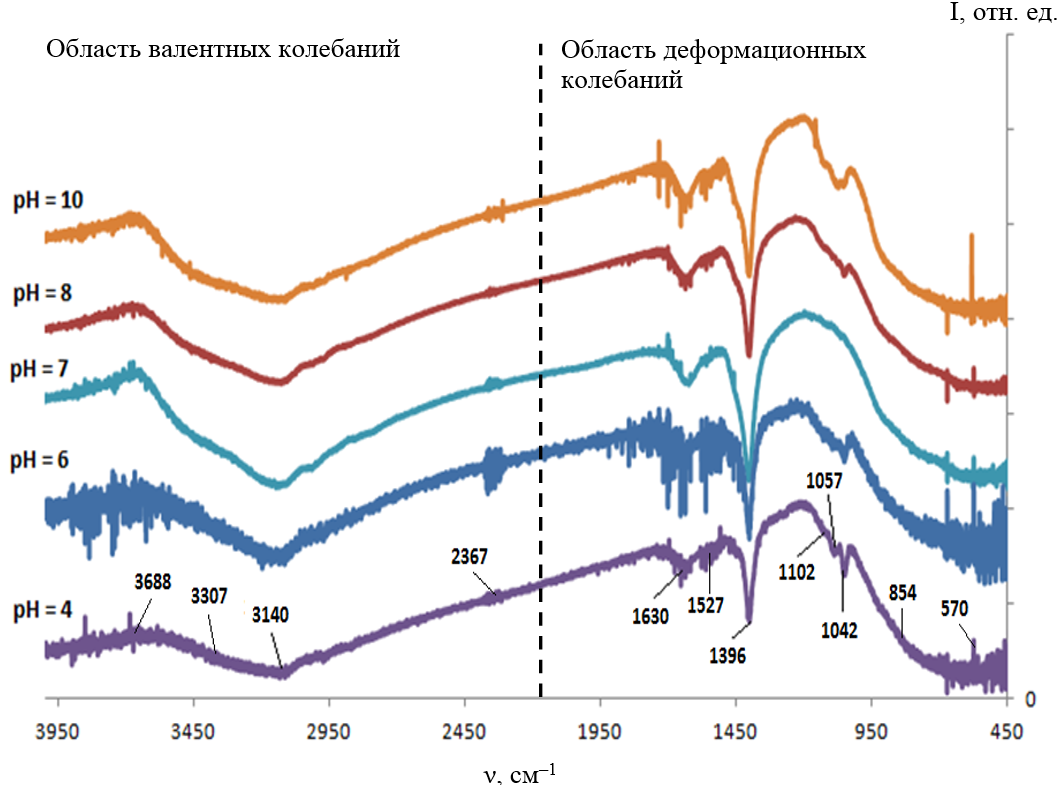 I, отн. ед.
Область валентных колебаний
Область деформационных
колебаний
pH = 10
pH = 8
pH = 7
pH = 6
pH = 4
3688
3307
3140
2367
1630
1527
1396
1102
1057
1042
854
570
0
3950 3450 2950 2450 1950 1450 950 450
ν, см⁻¹